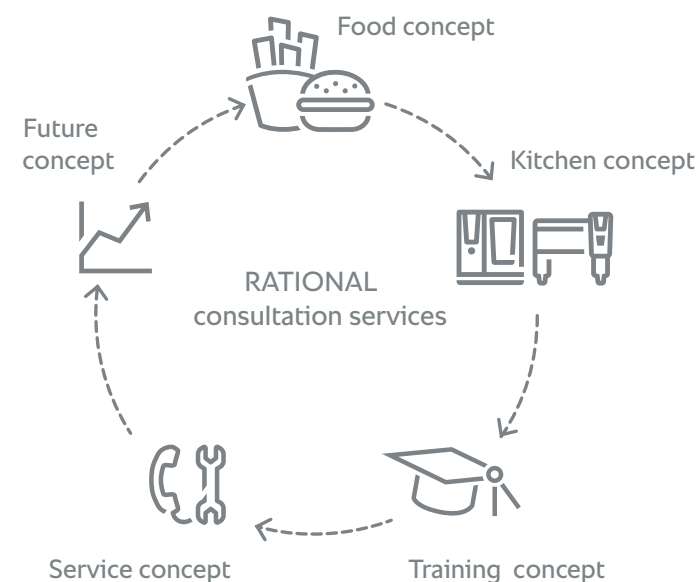 Food concept
Future
concept
Kitchen concept
RATIONAL
consultation services
Service concept
Training concept